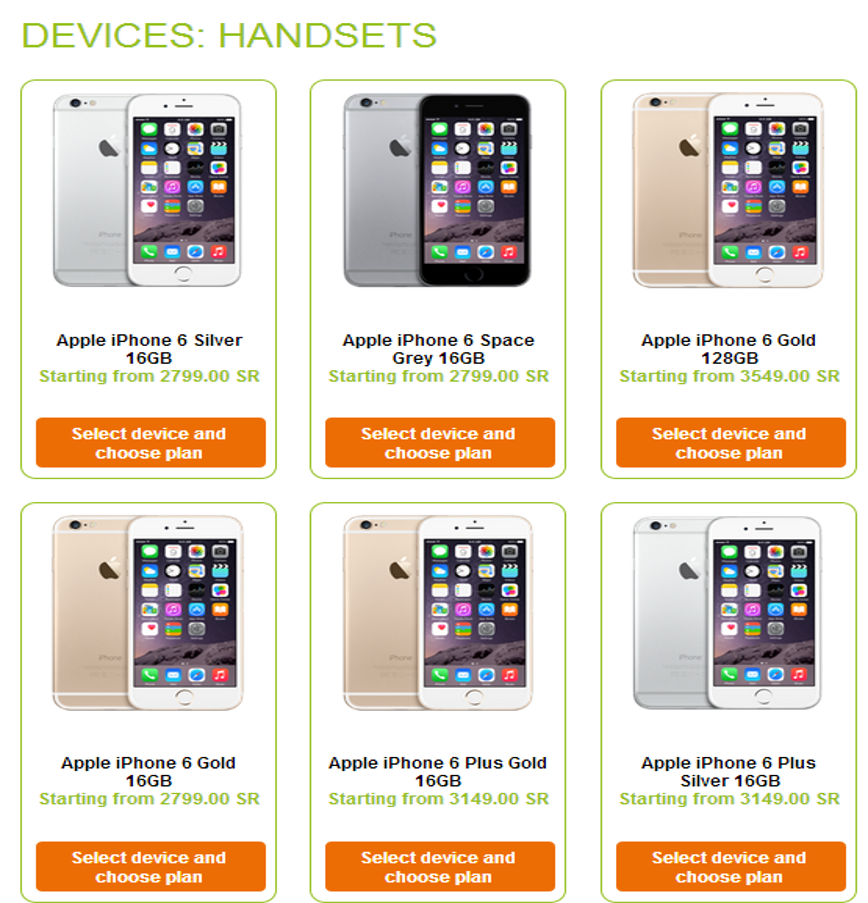 DEVICES: HANDSETS
Apple iPhone 6 Silver
16GB
Starting from 2799.00 SR
Select device and
choose plan
Apple iPhone 6 Space
Grey 16GB
Starting from 2799.00 SR
Select device and
choose plan
Apple iPhone 6 Gold
128GB
Starting from 3549.00 SR
Select device and
choose plan
Apple iPhone 6 Gold
16GB
Starting from 2799.00 SR
Select device and
choose plan
Apple iPhone 6 Plus Gold
16GB
Starting from 3149.00 SR
Select device and
choose plan
Apple iPhone 6 Plus
Silver 16GB
Starting from 3149.00 SR
Select device and
choose plan